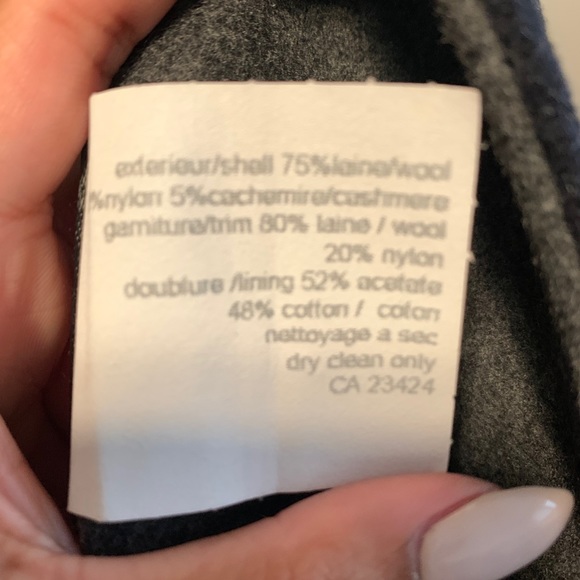 exterieur/shell 75%laine/wool
%nylon 5%cachemire/cashmere
garniture/trim 80% laine / wool
20% nylon
doublure /lining 52% acetate
48% cotton / coton
nettoyage a sec
dry clean only
CA 23424